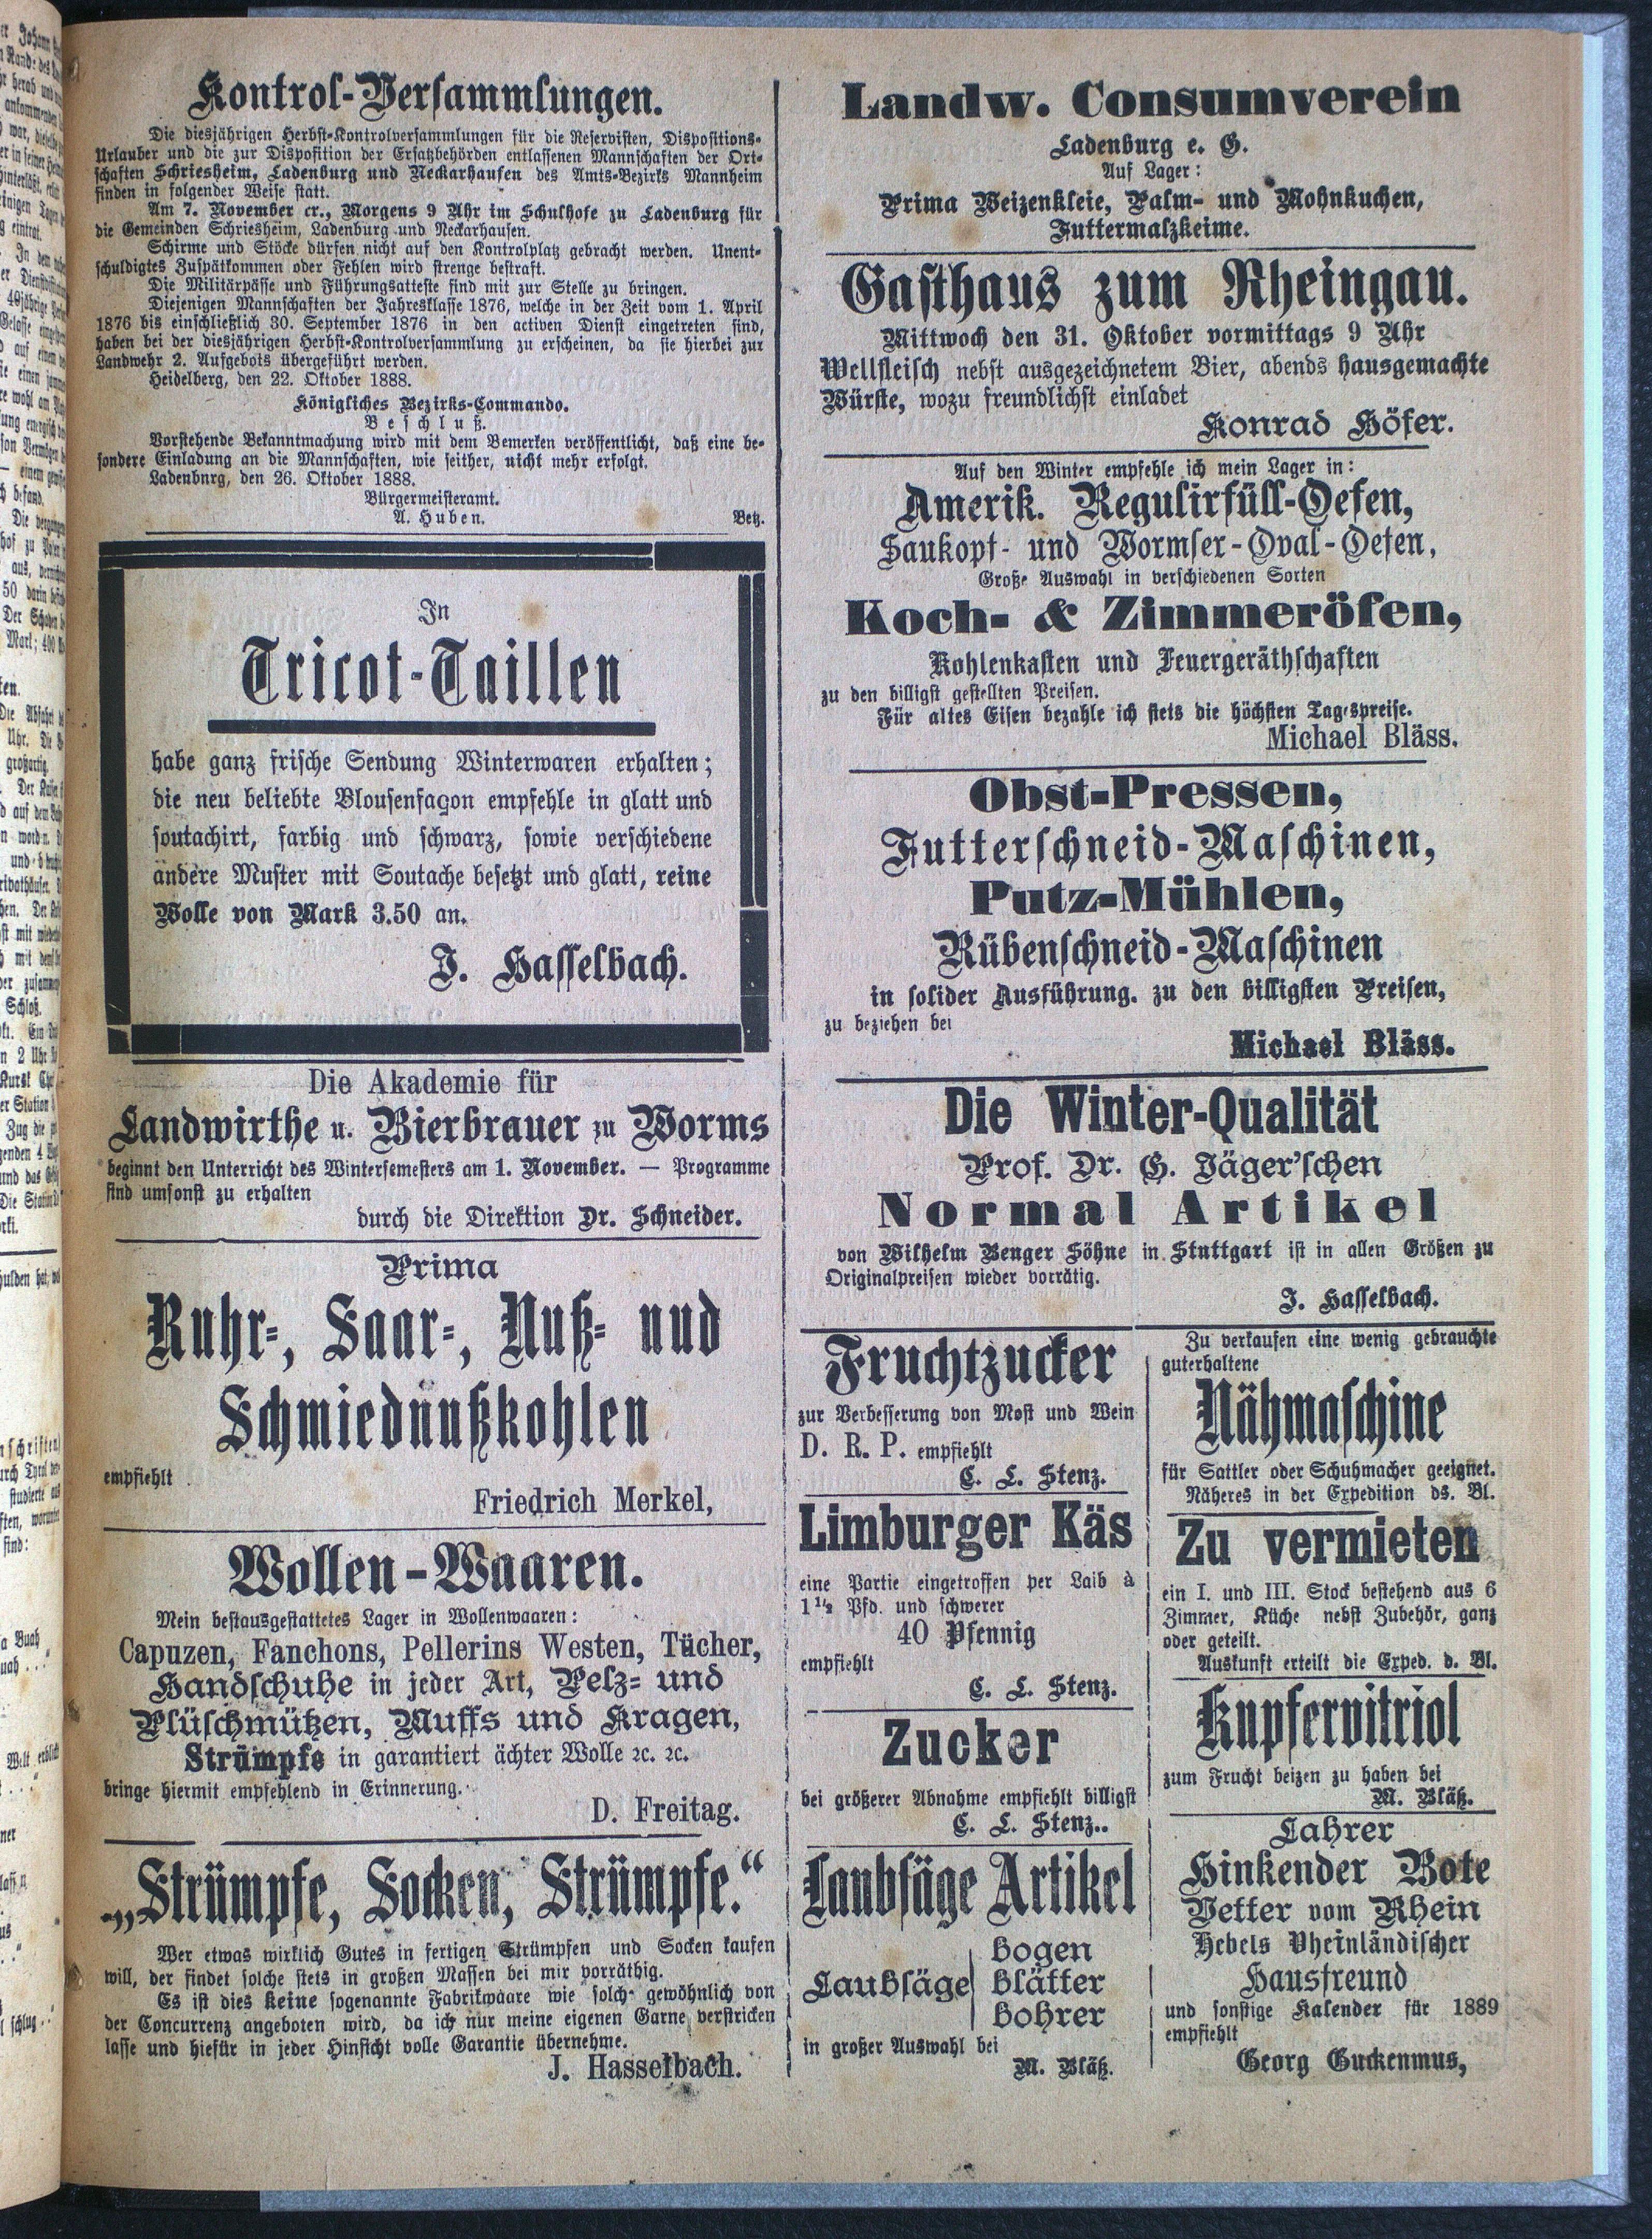 Kontrol-Versammlungen.
Die diesjährigen Herbst-Kontrolversammlungen für die Reservisten, Dispositions-
Urlauber und die zur Disposition der Ersatzbehörden entlassenen Mannschaften der Ort-
schaften Schriesheim, Ladenburg und Neckarhausen des Amts-Bezirks Mannheim
finden in folgender Weise statt.
Am 7. November cr., Morgens 9 Uhr im Schulhofe zu Ladenburg für
die Gemeinden Schriesheim, Ladenburg und Neckarhausen.
Schirme und Stöcke dürfen nicht auf den Kontrolplatz gebracht werden. Unent-
schuldigtes Zuspätkommen oder Fehlen wird strenge bestraft.
Die Militärpässe und Führungsatteste sind mit zur Stelle zu bringen.
Diejenigen Mannschaften der Jahresklasse 1876, welche in der Zeit vom 1. April
1876 bis einschließlich 30. September 1876 in den activen Dienst eingetreten sind,
haben bei der diesjährigen Herbst-Kontrolversammlung zu erscheinen, da sie hierbei zur
Landwehr 2. Aufgebots übergeführt werden.
Heidelberg, den 22. Oktober 1888.
Königliches Bezirks-Commando.
Beschluß.
Vorstehende Bekanntmachung wird mit dem Bemerken veröffentlicht, daß eine be-
sondere Einladung an die Mannschaften, wie seither, nicht mehr erfolgt.
Ladenbnrg, den 26. Oktober 1888.
Bürgermeisteramt.
A. Huben. Betz.
In
Tricot-Taillen
habe ganz frische Sendung Winterwaren erhalten;
die neu beliebte Blousenfaçon empfehle in glatt und
soutachirt, farbig und schwarz, sowie verschiedene
andere Muster mit Soutache besetzt und glatt, reine
Wolle von Mark 3.50 an.
J. Hasselbach.
Die Akademie für
Landwirthe u. Bierbrauer zu Worms
beginnt den Unterricht des Wintersemesters am 1. November. — Programme
sind umsonst zu erhalten
durch die Direktion Dr. Schneider.
Prima
Ruhr-, Saar-, Nuß- nud
Schmiednußkohlen
empfiehlt
Friedrich Merkel,
Wollen-Waaren.
Mein bestausgestattetes Lager in Wollenwaaren:
Capuzen, Fanchons, Pellerins Westen, Tücher,
Handschuhe in jeder Art, Pelz- und
Plüschmützen, Muffs und Kragen,
Strümpfe in garantiert ächter Wolle ꝛc. ꝛc.
bringe hiermit empfehlend in Erinnerung.
D. Freitag.
„Strümpfe, Socken, Strümpfe.“
Wer etwas wirklich Gutes in fertigen Strümpfen und Socken kaufen
will, der findet solche stets in großen Massen bei mir vorräthig.
Es ist dies keine sogenannte Fabrikwaare wie solch- gewöhnlich von
der Concurrenz angeboten wird, da ich nur meine eigenen Garne verstricken
lasse und hiefür in jeder Hinsicht volle Garantie übernehme.
J. Hasselbach.
Landw. Consumverein
Ladenburg e. G.
Auf Lager:
Prima Weizenkleie, Palm- und Mohnkuchen,
Futtermalzkeime.
Gasthaus zum Rheingau.
Mittwoch den 31. Oktober vormittags 9 Uhr
Wellfleisch nebst ausgezeichnetem Bier, abends hausgemachte
Würste, wozu freundlichst einladet
Konrad Höfer.
Auf den Winter empfehle ich mein Lager in:
Amerik. Regulirfüll-Oefen,
Saukopf- und Wormser-Oval-Oefen,
Große Auswahl in verschiedenen Sorten
Koch- & Zimmeröfen,
Kohlenkasten und Feuergeräthschaften
zu den billigst gestellten Preisen.
Für altes Eisen bezahle ich stets die höchsten Tagespreise.
Michael Bläss.
Obst-Pressen,
Futterschneid-Maschinen,
Putz-Mühlen,
Rübenschneid-Maschinen
in solider Ausführung. zu den billigsten Preisen,
zu beziehen bei
Michael Bläss.
Die Winter-Qualität
Prof. Dr. G. Jäger'schen
Normal Artikel
von Wilhelm Benger Söhne in Stuttgart ist in allen Größen zu
Originalpreisen wieder vorrätig.
J. Hasselbach.
Fruchtzucker
zur Verbesserung von Most und Wein
D. R. P. empfiehlt
C. L. Stenz.
Limburger Käs
eine Partie eingetroffen per Laib à
1½ Pfd. und schwerer
40 Pfennig
empfiehlt
C. L. Stenz.
Zucker
bei größerer Abnahme empfiehlt billigst
C. L. Stenz..
Laubsäge Artikel
bogen
Laubsäge blätter
bohrer
in großer Auswahl bei
M. Bläß.
Zu verkaufen eine wenig gebrauchte
guterhaltene
Nähmaschine
für Sattler oder Schuhmacher geeignet.
Näheres in der Expedition ds. Bl.
Zu vermieten
ein I. und III. Stock bestehend aus 6
Zimmer, Küche nebst Zubehör, ganz
oder geteilt.
Auskunft erteilt die Exped. d. Bl.
Kupfervitriol
zum Frucht beizen zu haben bei
M. Bläß.
Lahrer
Hinkender Bote
Vetter vom Rhein
Hebels Rheinländischer
Hausfreund
und sonstige Kalender für 1889
empfiehlt
Georg Guckenmus,